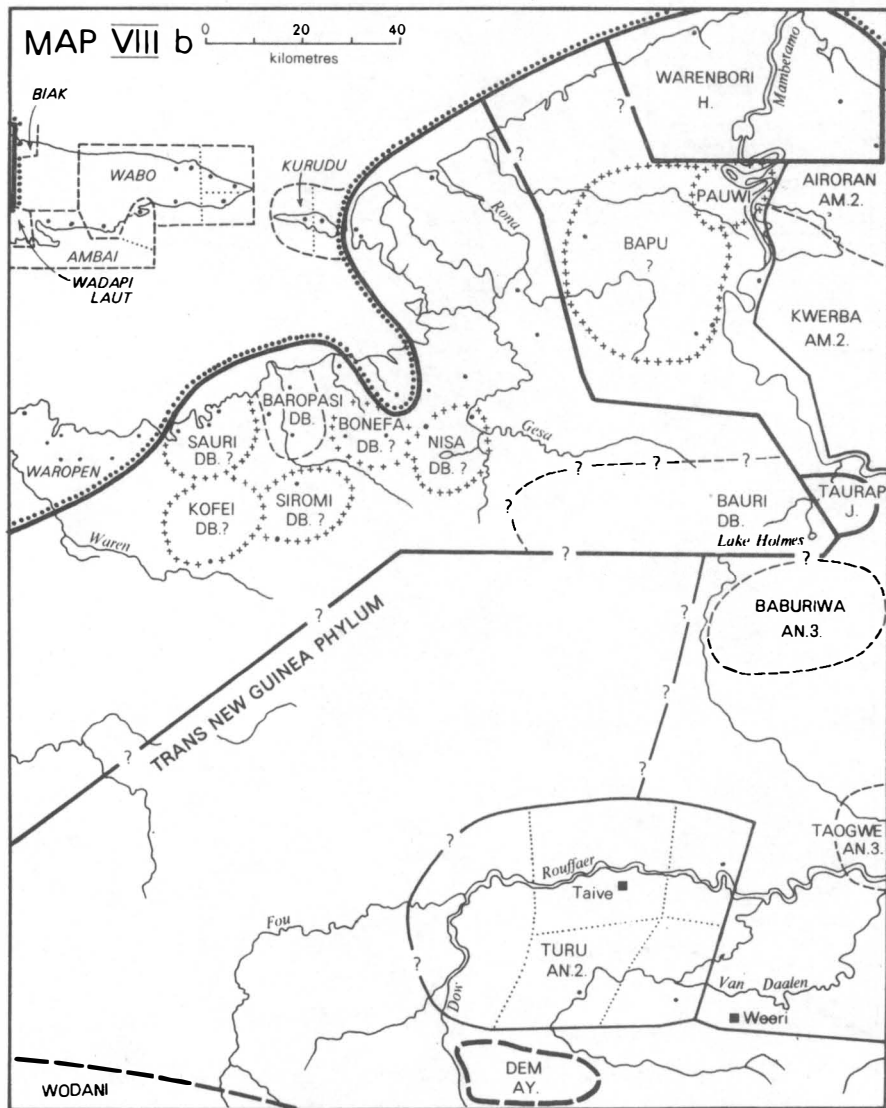 MAP VIII b
0 20 40
kilometres
BIAK
WABO
KURUDU
AMBAI
WADAPI
LAUT
WARENBORI
H.
Mambetamo
PAUWI
AIRORAN
AM.2.
Rona
BAPU
?
KWERBA
AM.2.
?
?
BAROPASI
DB.
BONEFA
DB. ?
SAURI
DB. ?
NISA
DB. ?
Gesa
WAROPEN
KOFEI
DB.?
SIROMI
DB. ?
Waren
?
?
?
BAURI
DB.
TAURAP
J.
Lake Holmes
?
?
?
BABURIWA
AN.3.
?
?
?
?
TRANS NEW GUINEA PHYLUM
?
TAOGWE
AN.3.
?
Rouffaer
Taive
Fou
TURU
AN.2.
?
Dow
Van Daalen
Weeri
DEM
AY.
WODANI